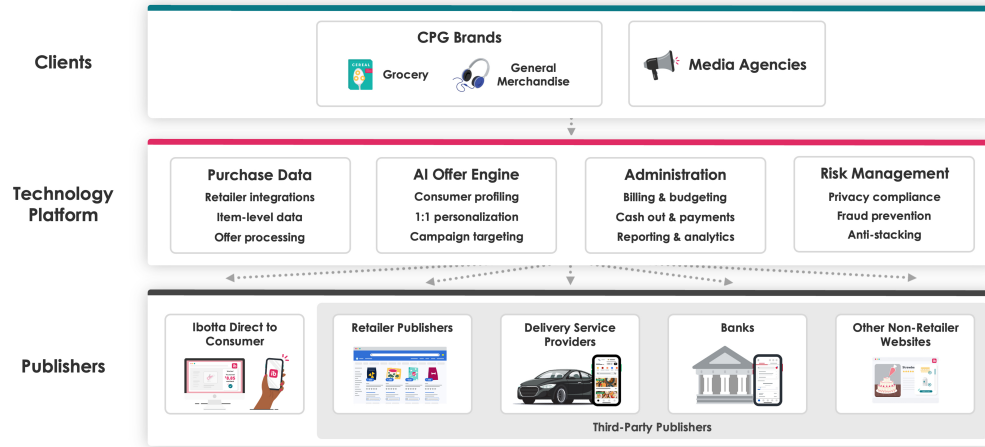 Clients
CPG Brands
CEREAL
Grocery
General
Merchandise
Media Agencies
Technology
Platform
Purchase Data
Retailer integrations
Item-level data
Offer processing
AI Offer Engine
Consumer profiling
1:1 personalization
Campaign targeting
Administration
Billing & budgeting
Cash out & payments
Reporting & analytics
Risk Management
Privacy compliance
Fraud prevention
Anti-stacking
Publishers
Ibotta Direct to
Consumer
ib
Retailer Publishers
Delivery Service
Providers
Banks
Other Non-Retailer
Websites
Third-Party Publishers